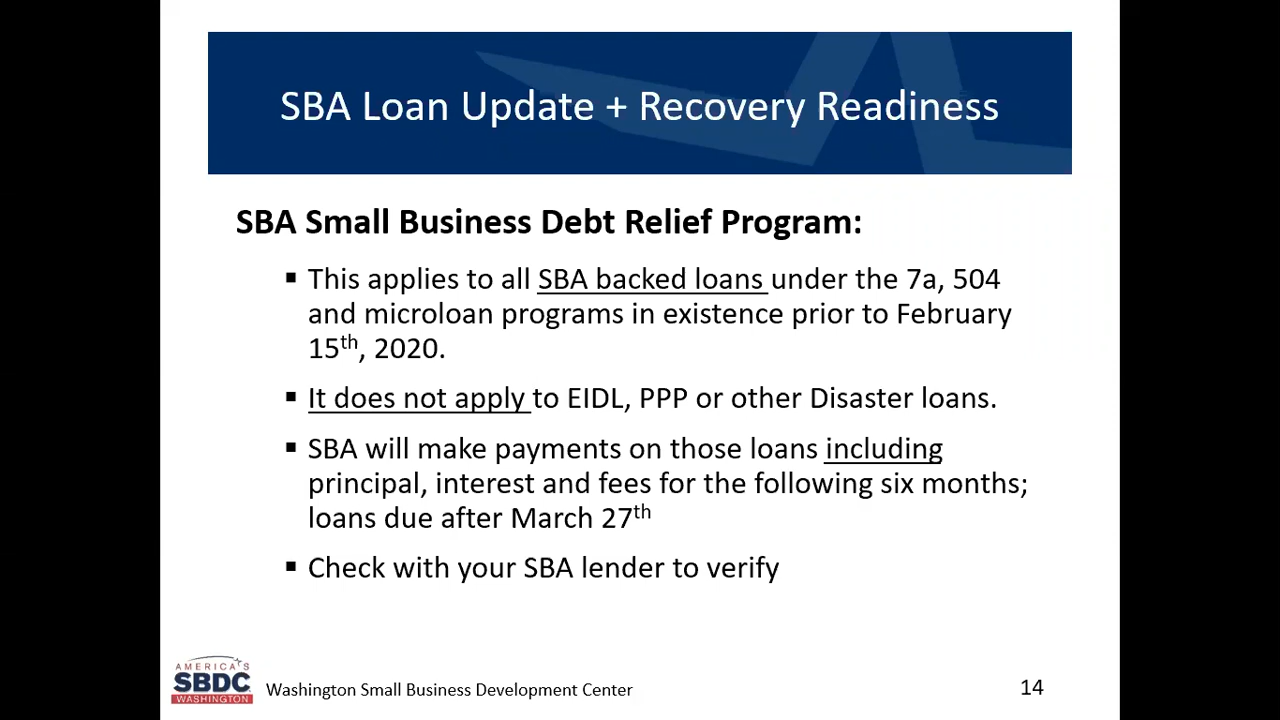 SBA Loan Update + Recovery Readiness
SBA Small Business Debt Relief Program:
▪ This applies to all SBA backed loans under the 7a, 504
and microloan programs in existence prior to February
15th, 2020.
▪ It does not apply to EIDL, PPP or other Disaster loans.
▪ SBA will make payments on those loans including
principal, interest and fees for the following six months;
loans due after March 27th
▪ Check with your SBA lender to verify
AMERICA'S
SBDC
WASHINGTON
Washington Small Business Development Center
14